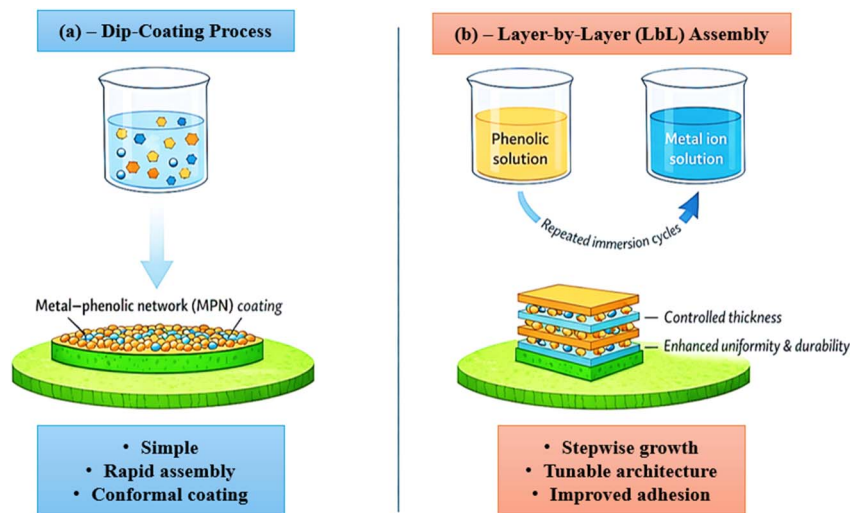 (a) – Dip-Coating Process
Metal–phenolic network (MPN) coating
• Simple
• Rapid assembly
• Conformal coating
(b) – Layer-by-Layer (LbL) Assembly
Phenolic
solution
Metal ion
solution
Repeated immersion cycles
Controlled thickness
Enhanced uniformity & durability
• Stepwise growth
• Tunable architecture
• Improved adhesion